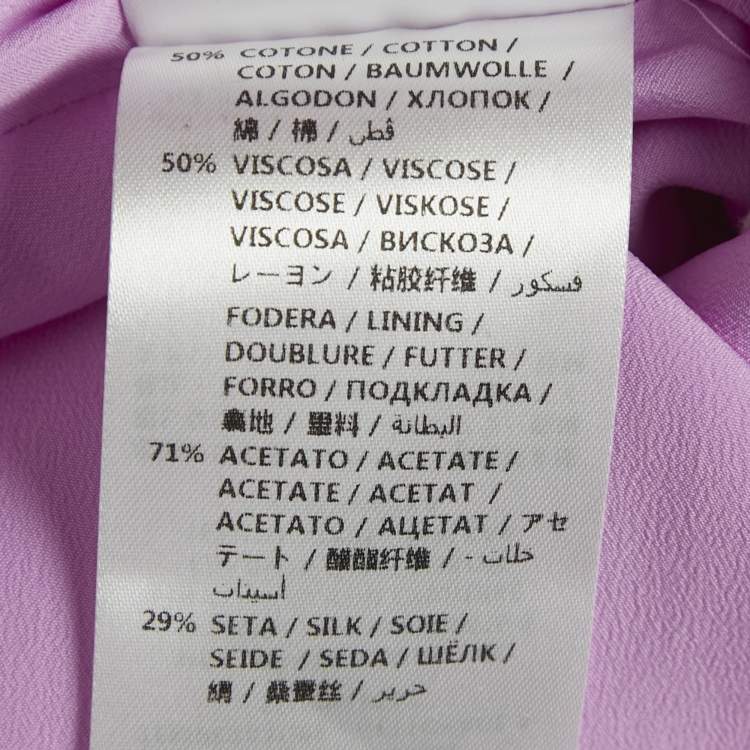 50% COTONE / COTTON /
COTON / BAUMWOLLE /
ALGODON / ХЛОПОК /
綿 / 棉 / قطن
50% VISCOSA / VISCOSE /
VISCOSE / VISKOSE /
VISCOSA / ВИСКОЗА /
レーヨン / 粘胶纤维 / فسكور
FODERA / LINING /
DOUBLURE / FUTTER /
FORRO / ПОДКЛАДКА /
裏地 / 里料 / البطانة
71% ACETATO / ACETATE /
ACETATE / ACETAT /
ACETATO / АЦЕТАТ / アセ
テート / 醋酯纤维 / - خلات
أسيتات
29% SETA / SILK / SOIE /
SEIDE / SEDA / ШЁЛК /
絹 / 桑蚕丝 / حرير